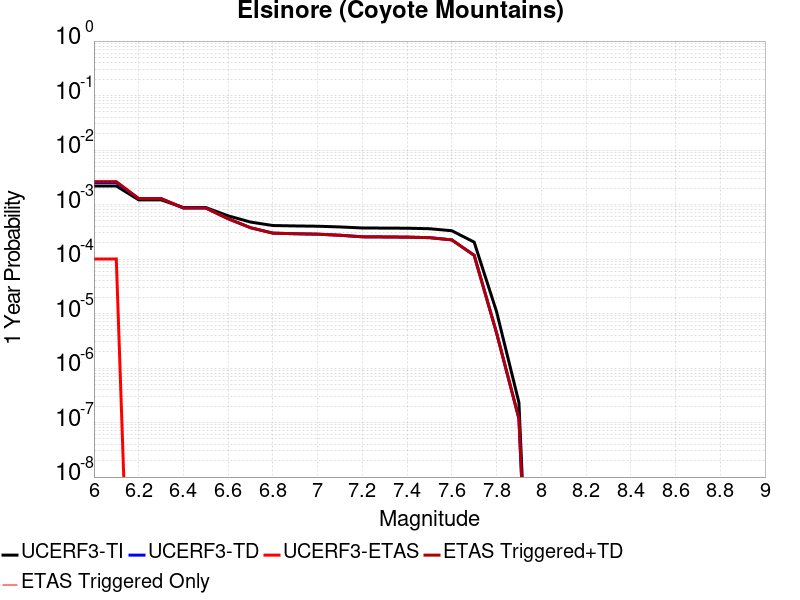 Elsinore (Coyote Mountains)
10^0
10^-1
10^-2
10^-3
10^-4
10^-5
10^-6
10^-7
10^-8
1 Year Probability
6 6.2 6.4 6.6 6.8 7 7.2 7.4 7.6 7.8 8 8.2 8.4 8.6 8.8 9
Magnitude
UCERF3-TI UCERF3-TD UCERF3-ETAS ETAS Triggered+TD
ETAS Triggered Only